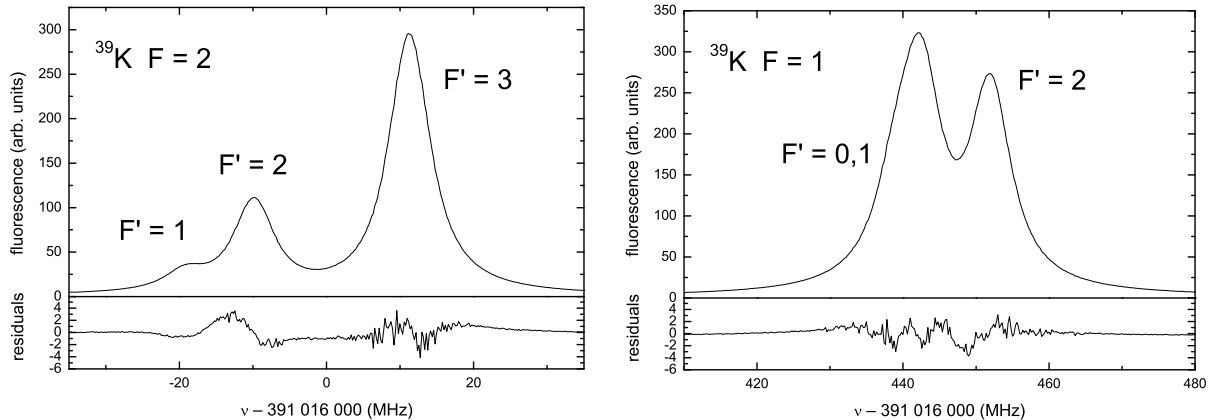 ³⁹K F = 2
F' = 1
F' = 2
F' = 3
fluorescence (arb. units)
300
250
200
150
100
50
0
residuals
4
2
0
-2
-4
-6
-20
0
20
ν – 391 016 000 (MHz)
³⁹K F = 1
F' = 0,1
F' = 2
fluorescence (arb. units)
350
300
250
200
150
100
50
0
residuals
4
2
0
-2
-4
-6
420
440
460
480
ν – 391 016 000 (MHz)